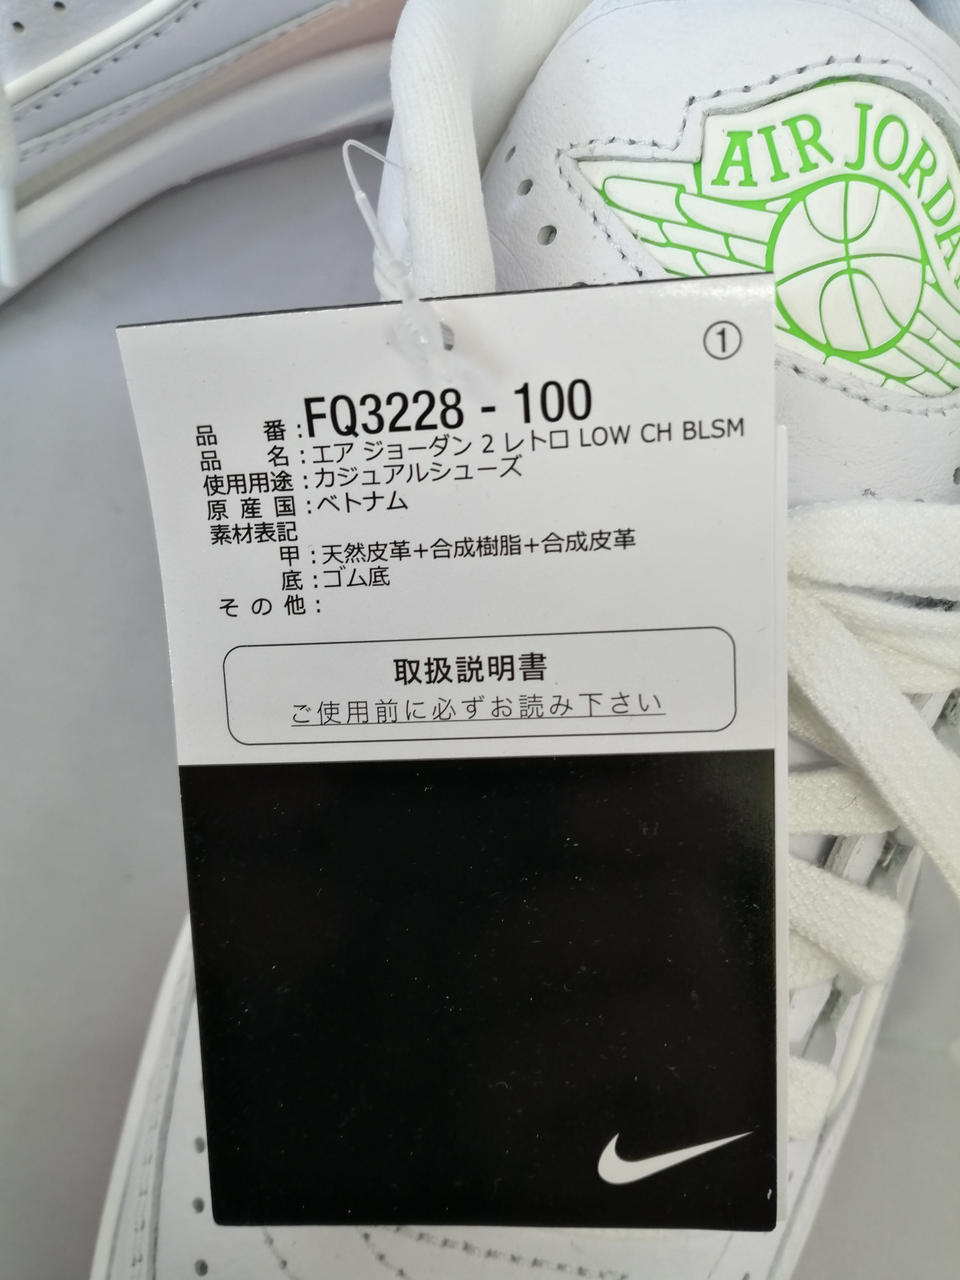 AIR JORDA
①
品 番 : FQ3228 - 100
品 名 : エア ジョーダン 2 レトロ LOW CH BLSM
使用用途 : カジュアルシューズ
原 産 国 : ベトナム
素材表記
甲 : 天然皮革+合成樹脂+合成皮革
底 : ゴム底
そ の 他 :
取扱説明書
ご使用前に必ずお読み下さい